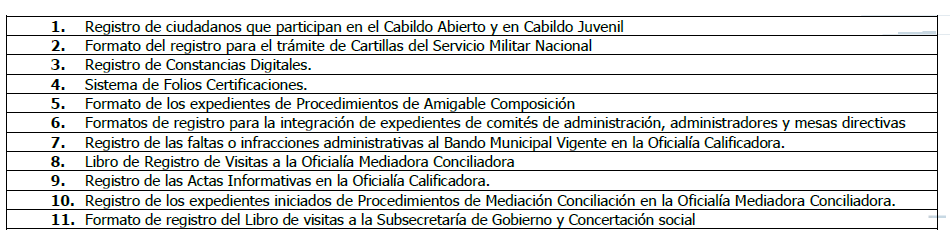 1. Registro de ciudadanos que participan en el Cabildo Abierto y en Cabildo Juvenil
2. Formato del registro para el trámite de Cartillas del Servicio Militar Nacional
3. Registro de Constancias Digitales.
4. Sistema de Folios Certificaciones.
5. Formato de los expedientes de Procedimientos de Amigable Composición
6. Formatos de registro para la integración de expedientes de comités de administración, administradores y mesas directivas
7. Registro de las faltas o infracciones administrativas al Bando Municipal Vigente en la Oficialía Calificadora.
8. Libro de Registro de Visitas a la Oficialía Mediadora Conciliadora
9. Registro de las Actas Informativas en la Oficialía Calificadora.
10. Registro de los expedientes iniciados de Procedimientos de Mediación Conciliación en la Oficialía Mediadora Conciliadora.
11. Formato de registro del Libro de visitas a la Subsecretaría de Gobierno y Concertación social